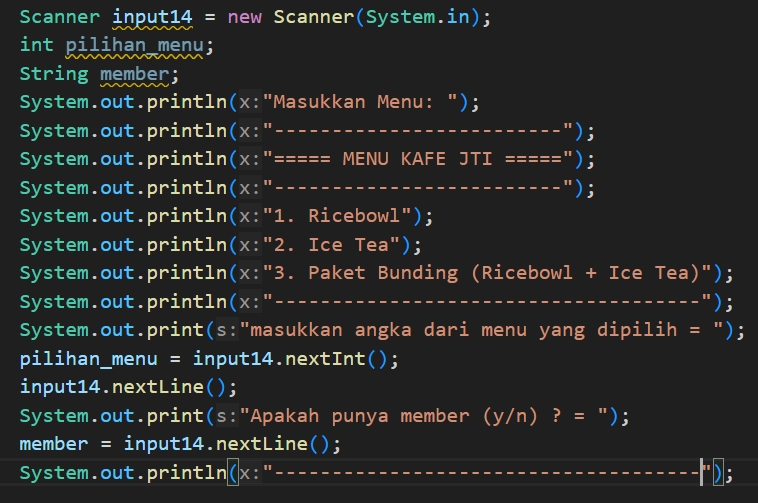 Scanner input14 = new Scanner(System.in);
int pilihan_menu;
String member;
System.out.println(x:"Masukkan Menu: ");
System.out.println(x:"-------------------------");
System.out.println(x:"===== MENU KAFE JTI =====");
System.out.println(x:"-------------------------");
System.out.println(x:"1. Ricebowl");
System.out.println(x:"2. Ice Tea");
System.out.println(x:"3. Paket Bunding (Ricebowl + Ice Tea)");
System.out.println(x:"-------------------------------------");
System.out.print(s:"masukkan angka dari menu yang dipilih = ");
pilihan_menu = input14.nextInt();
input14.nextLine();
System.out.print(s:"Apakah punya member (y/n) ? = ");
member = input14.nextLine();
System.out.println(x:"-------------------------------------");